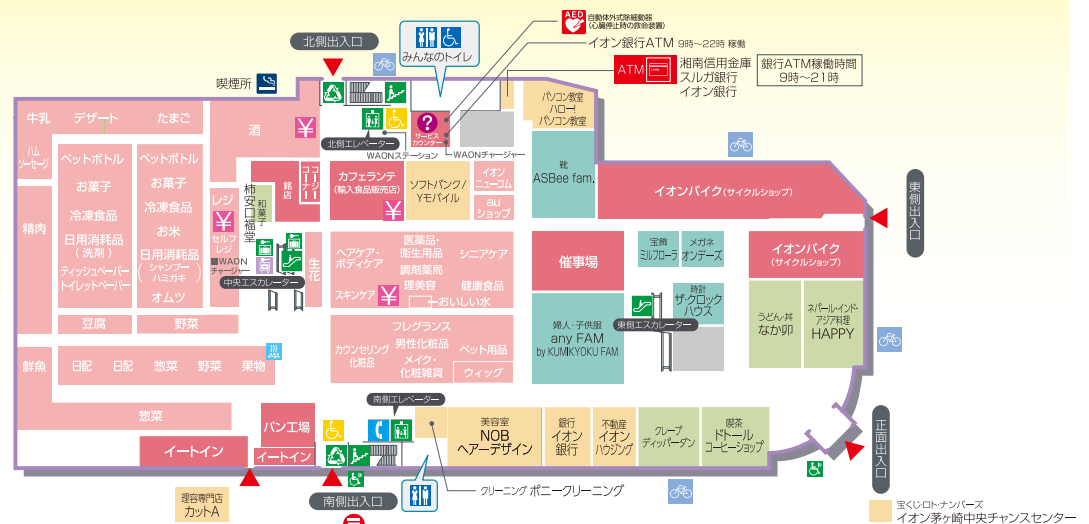 AED
自動体外式除細動器
(心臓停止時の救命装置)
北側出入口
みんなのトイレ
イオン銀行ATM 9時〜22時 稼働
ATM
湘南信用金庫
スルガ銀行
イオン銀行
銀行ATM稼働時間
9時〜21時
喫煙所
パソコン教室
ハロー!
パソコン教室
牛乳
デザート
たまご
酒
¥
?
サービス
カウンター
北側エレベーター
WAONステーション
WAONチャージャー
ハム
ソーセージ
ペットボトル
お菓子
冷凍食品
日用消耗品
(洗剤)
ティッシュペーパー
トイレットペーパー
ペットボトル
お菓子
冷凍食品
お米
日用消耗品
(シャンプー
ハミガキ)
オムツ
精肉
レジ
¥
セルフ
レジ
■WAON
チャージャー
柿安口福堂
和菓子
銘店
コージーコーナー
カフェランテ
(輸入食品販売店)
¥
ソフトバンク/
Y!モバイル
イオン
ニューコム
au
ショップ
靴
ASBee fam.
イオンバイク(サイクルショップ)
東側出入口
中央エスカレーター
生花
ヘアケア・
ボディケア
医薬品・
衛生用品
シニアケア
調剤薬局
スキンケア
¥
理美容
健康食品
おいしい水
催事場
宝飾
ミルフローラ
メガネ
オンデーズ
イオンバイク
(サイクルショップ)
時計
ザ・クロック
ハウス
東側エスカレーター
うどん・丼
なか卯
ネパール・インド・
アジア料理
HAPPY
豆腐
野菜
フレグランス
カウンセリング
化粧品
男性化粧品
メイク・
化粧雑貨
ペット用品
ウィッグ
婦人・子供服
any FAM
by KUMIKYOKU FAM
鮮魚
日配
日配
惣菜
野菜
果物
惣菜
南側エレベーター
パン工場
イートイン
イートイン
美容室
NOB
ヘアーデザイン
銀行
イオン
銀行
不動産
イオン
ハウジング
クレープ
ディッパーダン
喫茶
ドトール
コーヒーショップ
正面出入口
理容専門店
カットA
南側出入口
クリーニング ポニークリーニング
宝くじ・ロト・ナンバーズ
イオン茅ヶ崎中央チャンスセンター